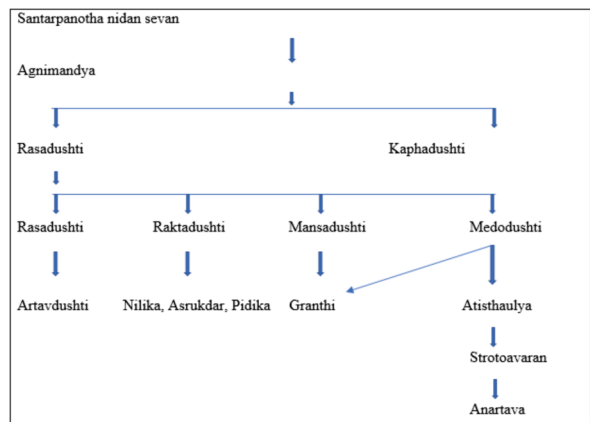 Santarpanotha nidan sevan
Agnimandya
Rasadushti Kaphadushti
Rasadushti Raktadushti Mansadushti Medodushti
Artavdushti Nilika, Asrukdar, Pidika Granthi Atisthaulya
Strotoavaran
Anartava